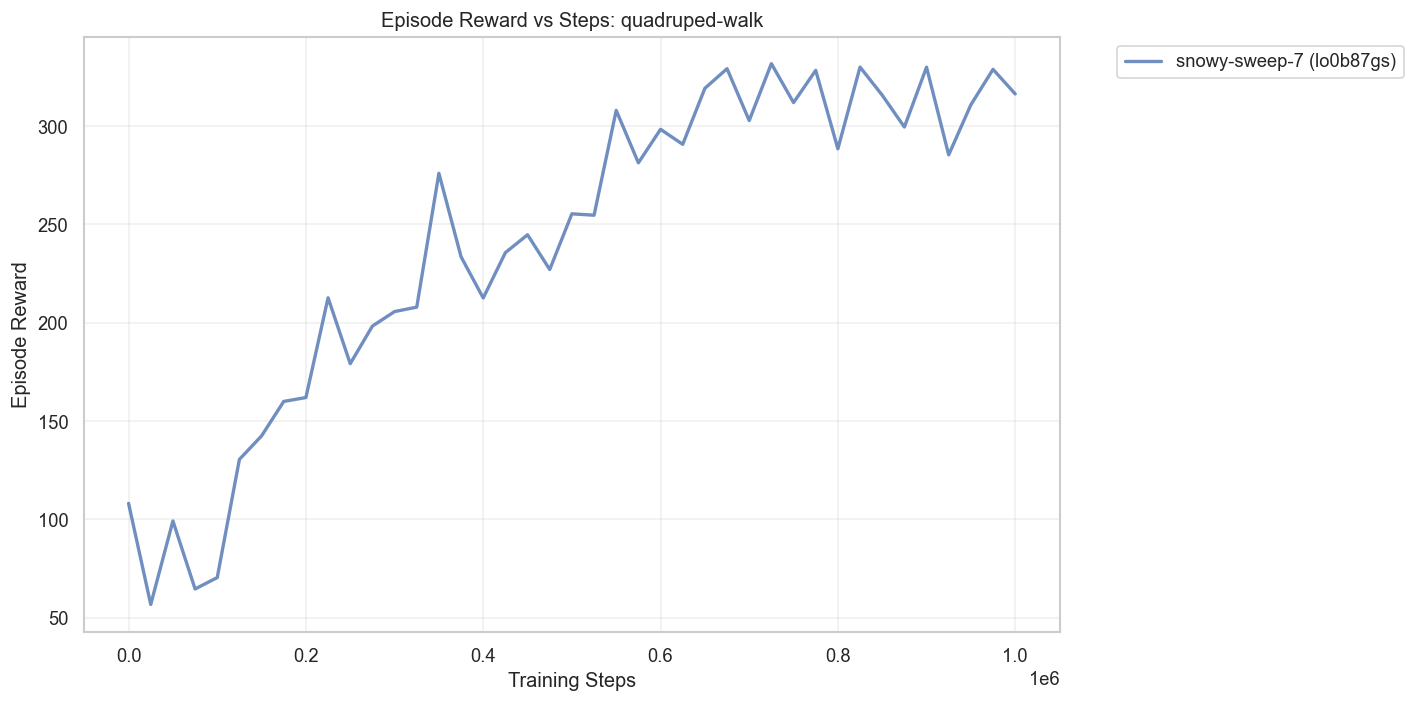 Episode Reward vs Steps: quadruped-walk
snowy-sweep-7 (lo0b87gs)
Episode Reward
300
250
200
150
100
50
0.0 0.2 0.4 0.6 0.8 1.0
1e6
Training Steps